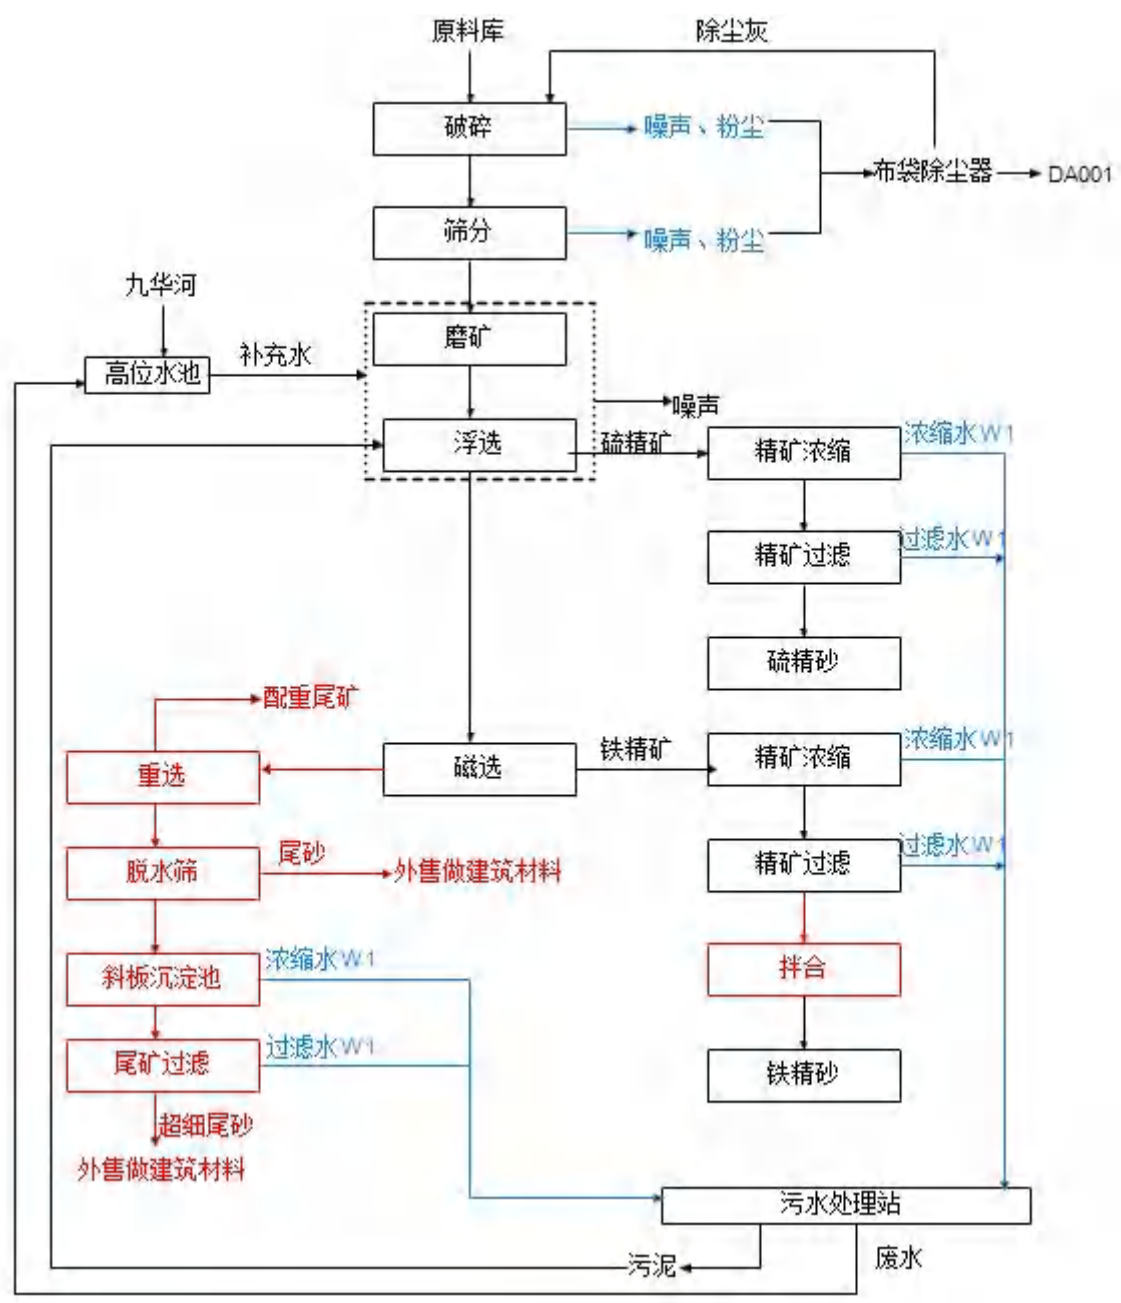 原料库
除尘灰
破碎
噪声、粉尘
布袋除尘器
DA001
筛分
噪声、粉尘
九华河
磨矿
补充水
高位水池
噪声
浮选
硫精矿
精矿浓缩
浓缩水W1
精矿过滤
过滤水W1
硫精砂
配重尾矿
重选
磁选
铁精矿
精矿浓缩
浓缩水W1
脱水筛
尾砂
外售做建筑材料
精矿过滤
过滤水W1
斜板沉淀池
浓缩水W1
拌合
尾矿过滤
过滤水W1
铁精砂
超细尾砂
外售做建筑材料
污水处理站
污泥
废水